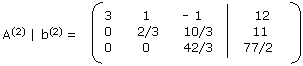 3 1 - 1 12
A(2) | b(2) = 0 2/3 10/3 11
0 0 42/3 77/2